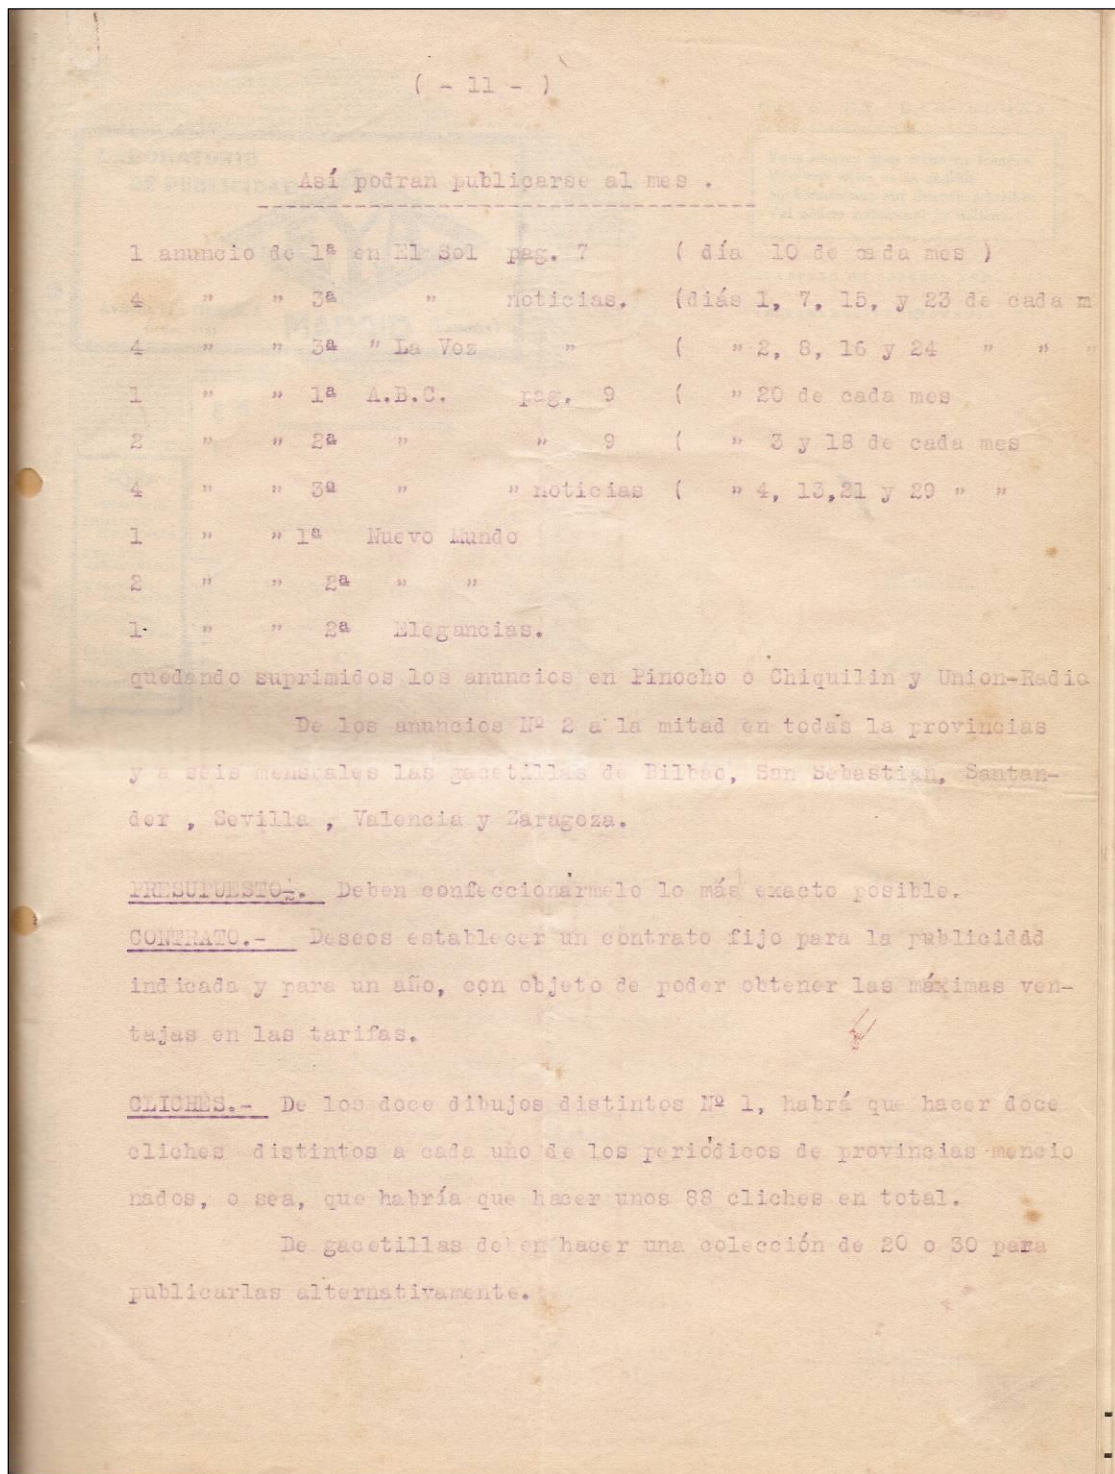 ( - 11 - )
Así podran publicarse al mes .
1 anuncio de 1ª en El Sol pag. 7 ( día 10 de cada mes )
4 " " 3ª " noticias. (diás 1, 7, 15, y 23 de cada m
4 " " 3ª " La Voz " ( " 2, 8, 16 y 24 " " "
1 " " 1ª A.B.C. pag. 9 ( " 20 de cada mes
2 " " 2ª " " 9 ( " 3 y 18 de cada mes
4 " " 3ª " " noticias ( " 4, 13,21 y 29 " "
1 " " 1ª Nuevo Mundo
2 " " 2ª " "
1 " " 2ª Elegancias.
quedando suprimidos los anuncios en Pinocho o Chiquilin y Union-Radio
De los anuncios Nº 2 a la mitad en todas la provincias
y a seis mensuales las gacetillas de Bilbao, San Sebastian, Santan-
der , Sevilla , Valencia y Zaragoza.
PRESUPUESTO-. Deben confeccionármelo lo más exacto posible.
CONTRATO.- Deseos establecer un contrato fijo para la publicidad
indicada y para un año, con objeto de poder obtener las máximas ven-
tajas en las tarifas.
CLICHES.- De los doce dibujos distintos Nº 1, habrá que hacer doce
cliches distintos a cada uno de los periódicos de provincias mencio
nados, o sea, que habría que hacer unos 88 cliches en total.
De gacetillas deben hacer una colección de 20 o 30 para
publicarlas alternativamente.
LABORATORIO
DE PUBLICIDAD